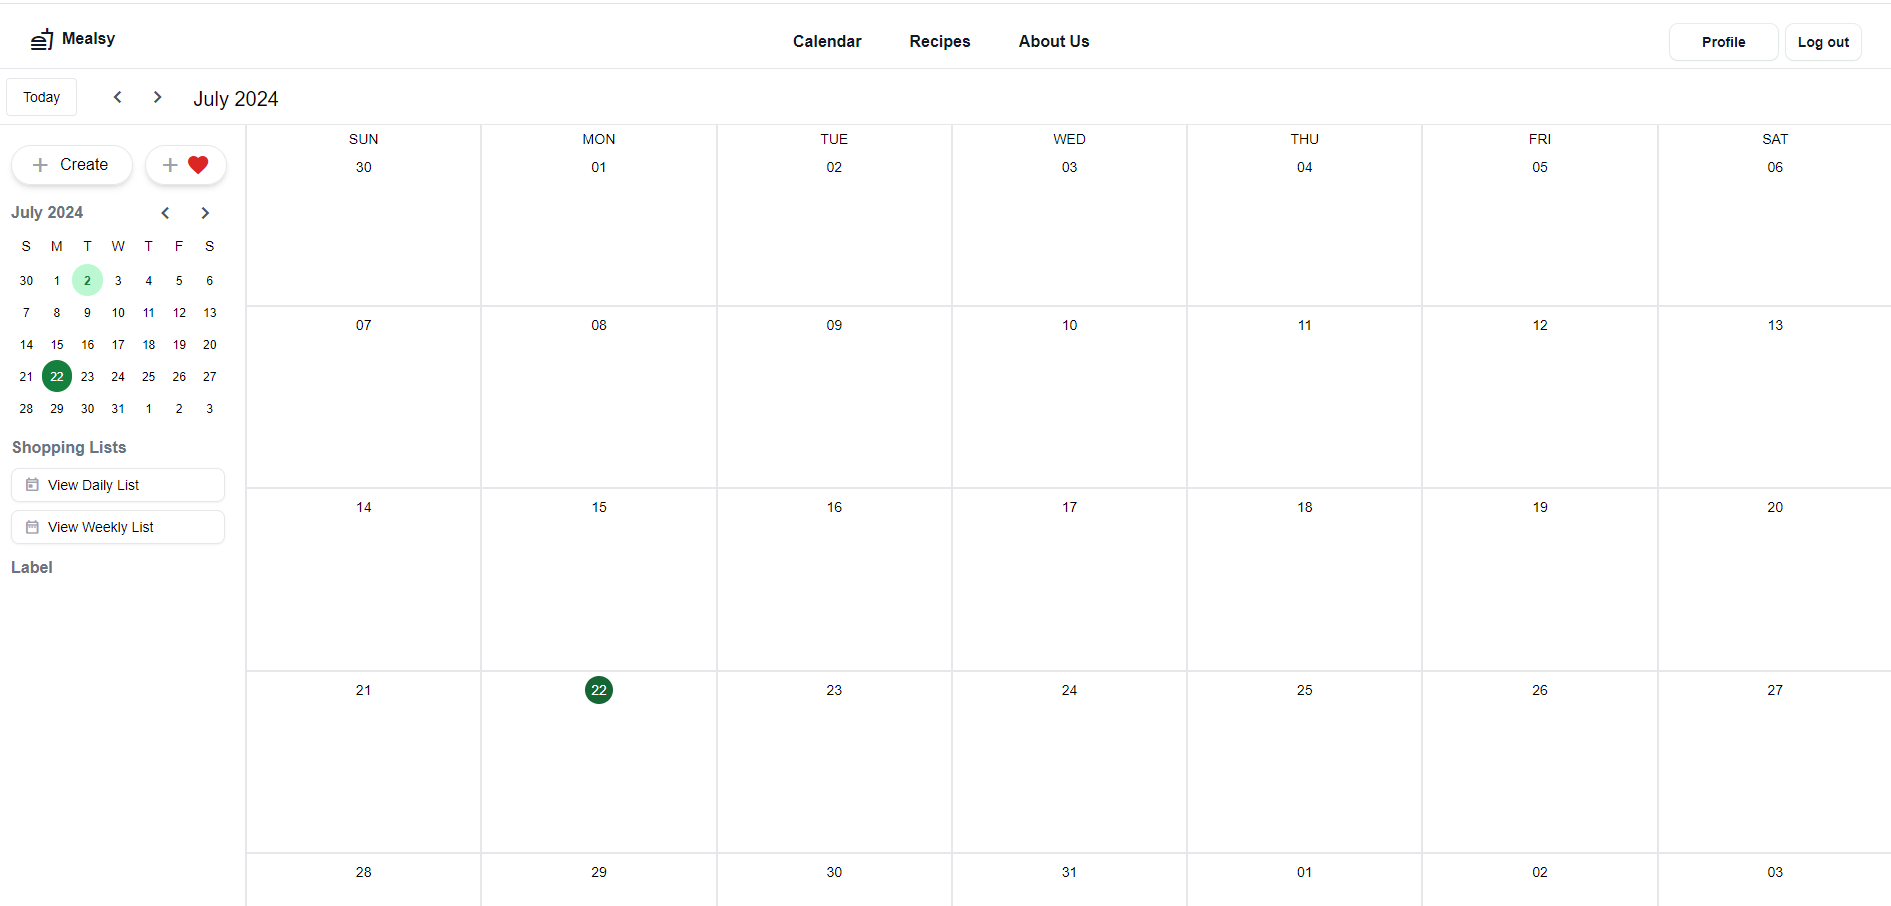 Mealsy
Calendar Recipes About Us
Profile Log out
Today July 2024
Create
July 2024
S M T W T F S
30 1 2 3 4 5 6
7 8 9 10 11 12 13
14 15 16 17 18 19 20
21 22 23 24 25 26 27
28 29 30 31 1 2 3
Shopping Lists
View Daily List
View Weekly List
Label
SUN MON TUE WED THU FRI SAT
30 01 02 03 04 05 06
07 08 09 10 11 12 13
14 15 16 17 18 19 20
21 22 23 24 25 26 27
28 29 30 31 01 02 03